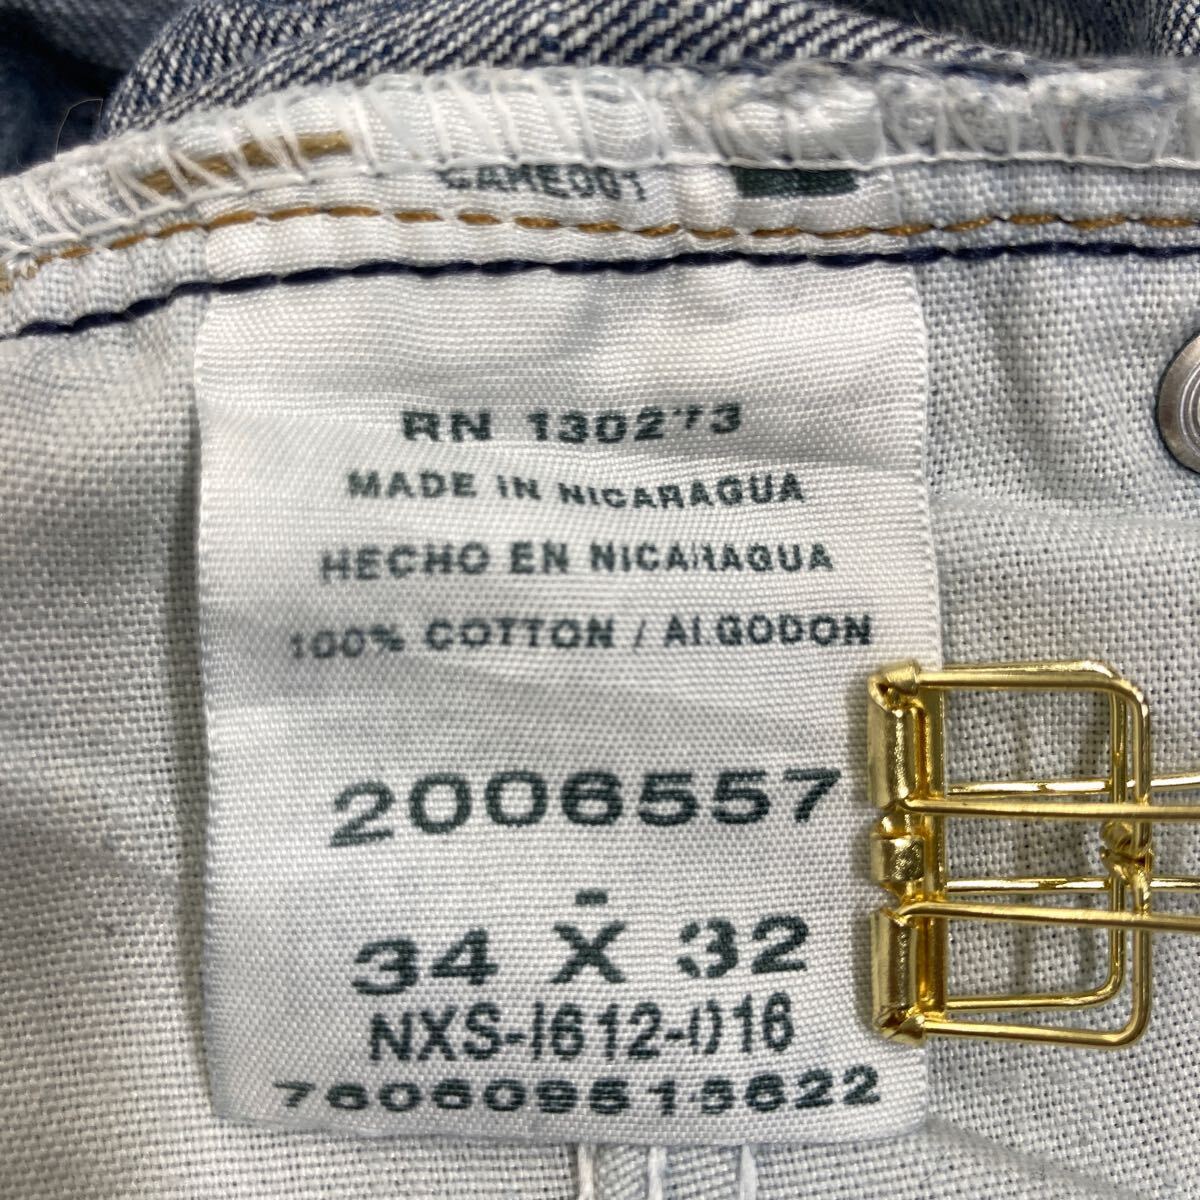 RN 130273
MADE IN NICARAGUA
HECHO EN NICARAGUA
100% COTTON / ALGODON
2006557
-
34 X 32
NXS-I612-016
760609515622